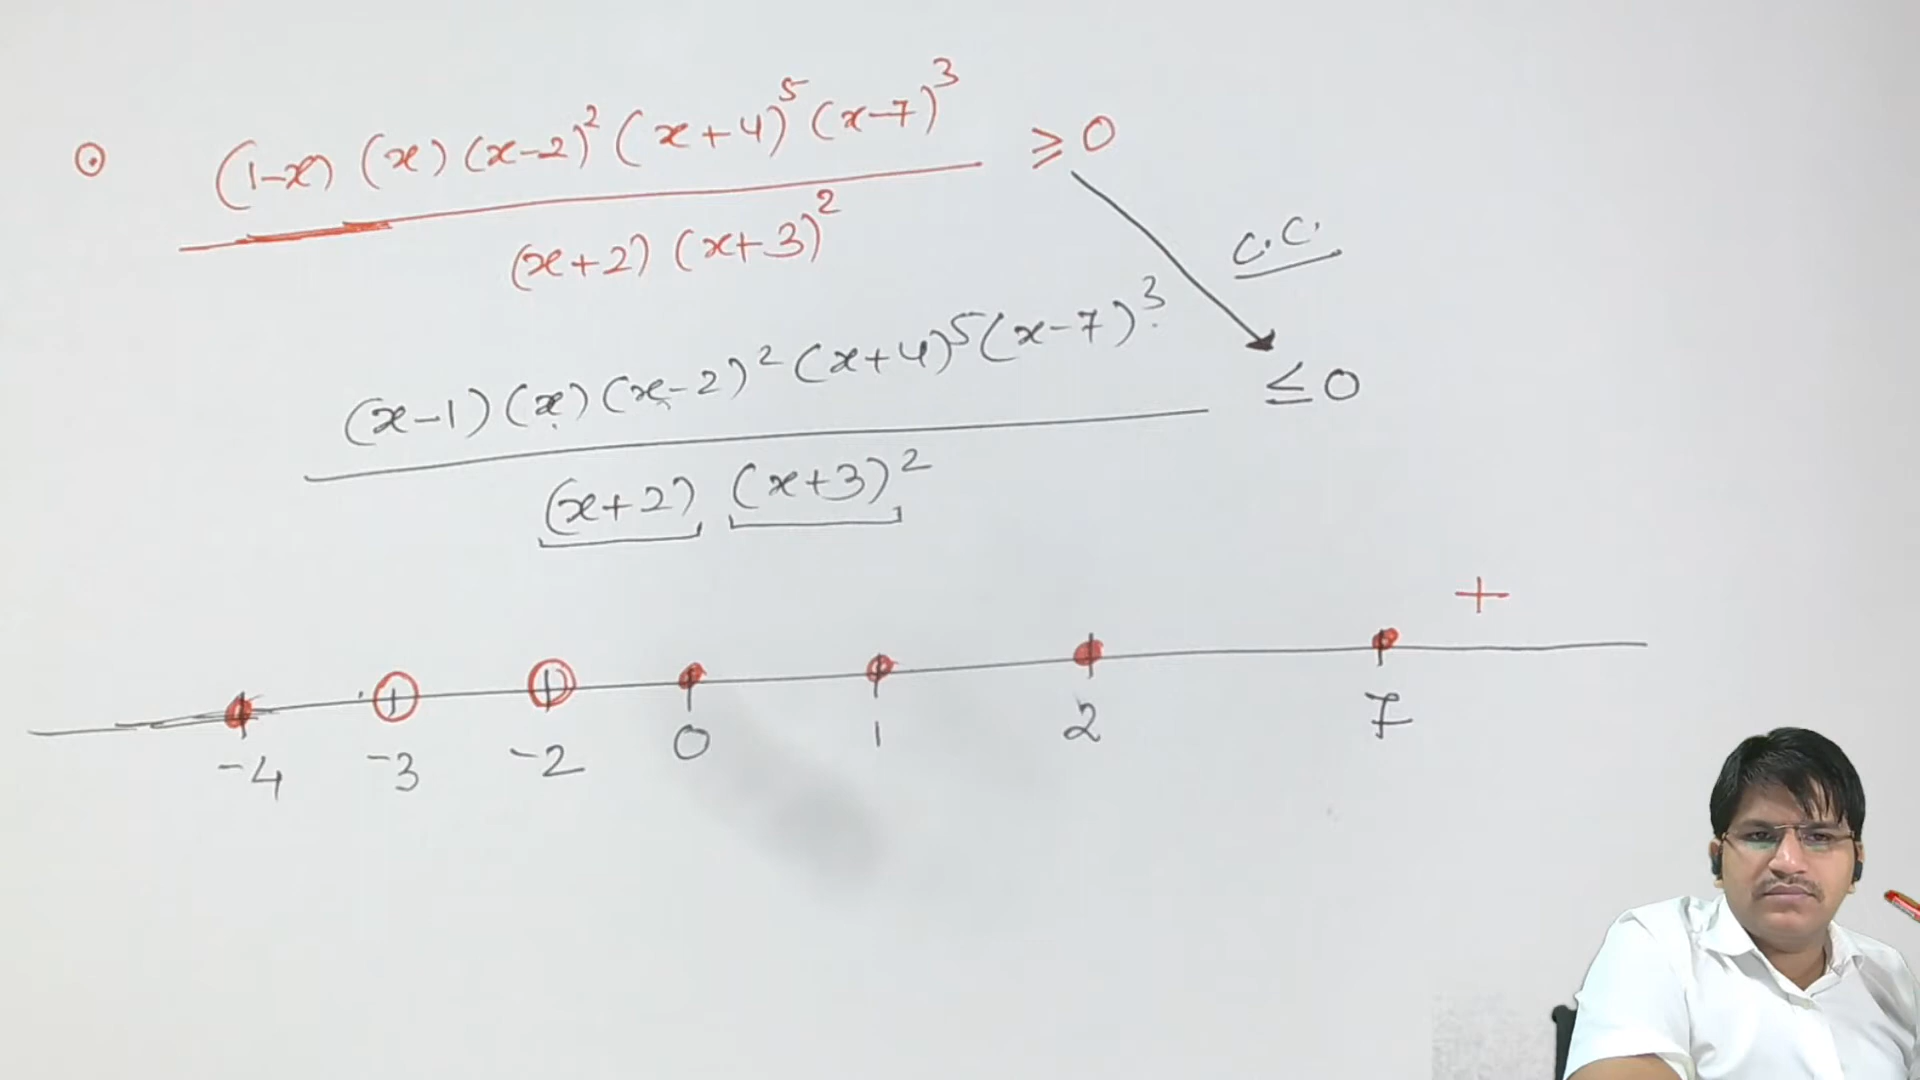 ⊙ (1-x) (x) (x-2)² (x+4)⁵ (x-7)³ ≥ 0
(x+2) (x+3)²
C.C.
(x-1) (x) (x-2)² (x+4)⁵ (x-7)³ ≤ 0
(x+2) (x+3)²
+
-4 -3 -2 0 1 2 7